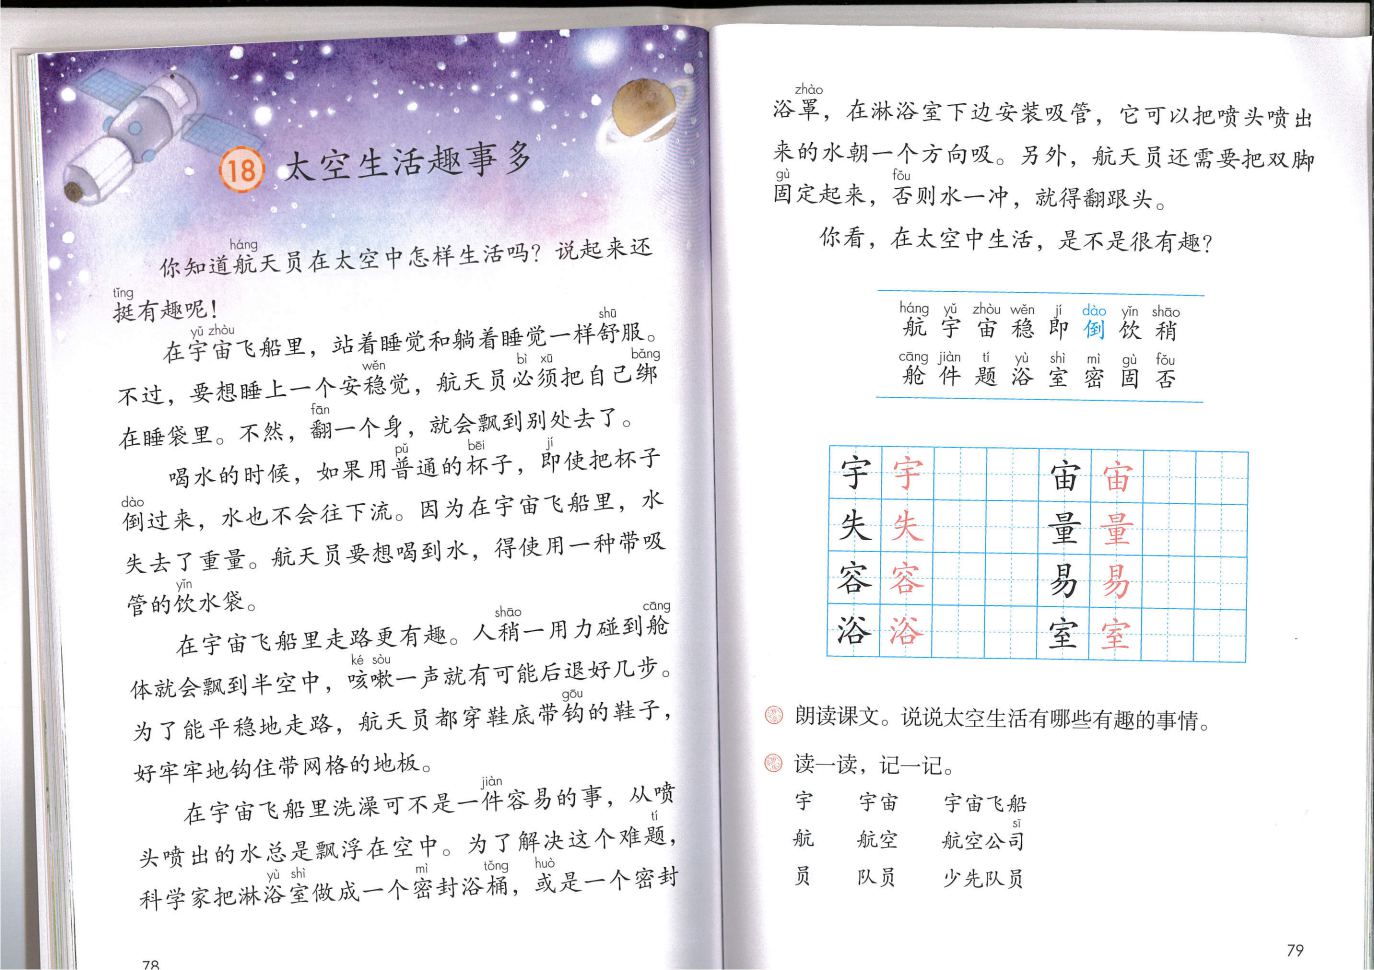 18 太空生活趣事多
háng
你知道航天员在太空中怎样生活吗？说起来还
tǐng
挺有趣呢！
yǔ zhòu shū
在宇宙飞船里，站着睡觉和躺着睡觉一样舒服。
wěn bì xū bǎng
不过，要想睡上一个安稳觉，航天员必须把自己绑
fān
在睡袋里。不然，翻一个身，就会飘到别处去了。
pǔ bēi jí
喝水的时候，如果用普通的杯子，即使把杯子
dào
倒过来，水也不会往下流。因为在宇宙飞船里，水
失去了重量。航天员要想喝到水，得使用一种带吸
yǐn
管的饮水袋。
shāo cāng
在宇宙飞船里走路更有趣。人稍一用力碰到舱
ké sòu
体就会飘到半空中，咳嗽一声就有可能后退好几步。
gōu
为了能平稳地走路，航天员都穿鞋底带钩的鞋子，
好牢牢地钩住带网格的地板。
jiàn
在宇宙飞船里洗澡可不是一件容易的事，从喷
tí
头喷出的水总是飘浮在空中。为了解决这个难题，
yù shì mì tǒng huò
科学家把淋浴室做成一个密封浴桶，或是一个密封
78
zhào
浴罩，在淋浴室下边安装吸管，它可以把喷头喷出
来的水朝一个方向吸。另外，航天员还需要把双脚
gù fǒu
固定起来，否则水一冲，就得翻跟头。
你看，在太空中生活，是不是很有趣？
háng yǔ zhòu wěn jí dào yǐn shāo
航 宇 宙 稳 即 倒 饮 稍
cāng jiàn tí yù shì mì gù fǒu
舱 件 题 浴 室 密 固 否
宇 宇 宙 宙
失 失 量 量
容 容 易 易
浴 浴 室 室
朗读课文。说说太空生活有哪些有趣的事情。
读一读，记一记。
宇 宇宙 宇宙飞船
sī
航 航空 航空公司
员 队员 少先队员
79